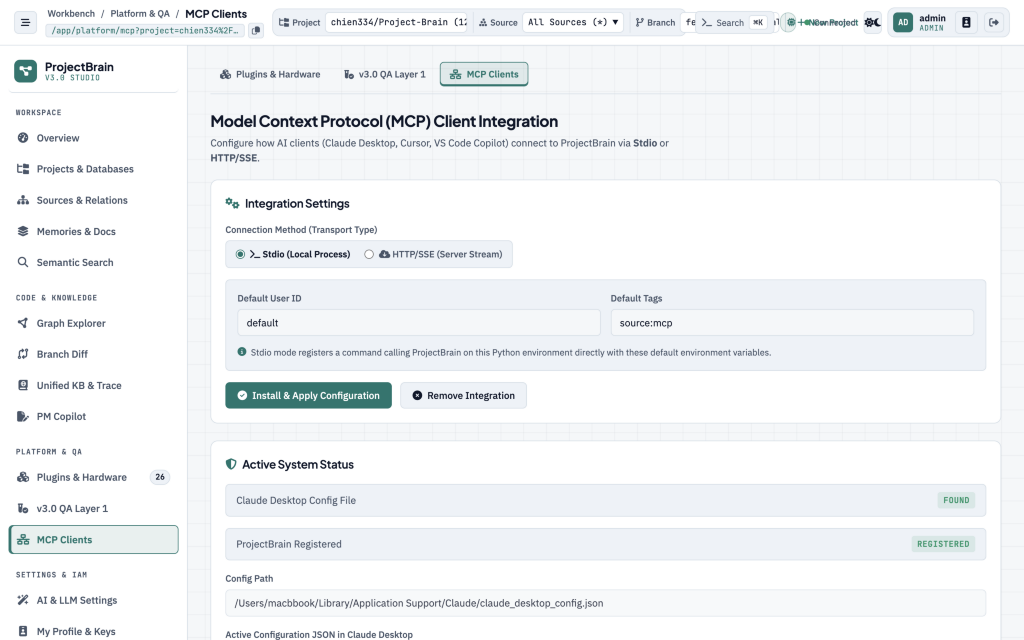 Workbench / Platform & QA / MCP Clients
/app/platform/mcp?project=chien334%2F…
Project chien334/Project-Brain (12
Source All Sources (*) ▼
Branch fe
Search ⌘K
New Project
AD admin
ADMIN
ProjectBrain
V3.0 STUDIO
WORKSPACE
Overview
Projects & Databases
Sources & Relations
Memories & Docs
Semantic Search
CODE & KNOWLEDGE
Graph Explorer
Branch Diff
Unified KB & Trace
PM Copilot
PLATFORM & QA
Plugins & Hardware 26
v3.0 QA Layer 1
MCP Clients
SETTINGS & IAM
AI & LLM Settings
My Profile & Keys
Plugins & Hardware
v3.0 QA Layer 1
MCP Clients
Model Context Protocol (MCP) Client Integration
Configure how AI clients (Claude Desktop, Cursor, VS Code Copilot) connect to ProjectBrain via Stdio or
HTTP/SSE.
Integration Settings
Connection Method (Transport Type)
Stdio (Local Process) HTTP/SSE (Server Stream)
Default User ID
default
Default Tags
source:mcp
Stdio mode registers a command calling ProjectBrain on this Python environment directly with these default environment variables.
Install & Apply Configuration
Remove Integration
Active System Status
Claude Desktop Config File FOUND
ProjectBrain Registered REGISTERED
Config Path
/Users/macbbook/Library/Application Support/Claude/claude_desktop_config.json
Active Configuration JSON in Claude Desktop